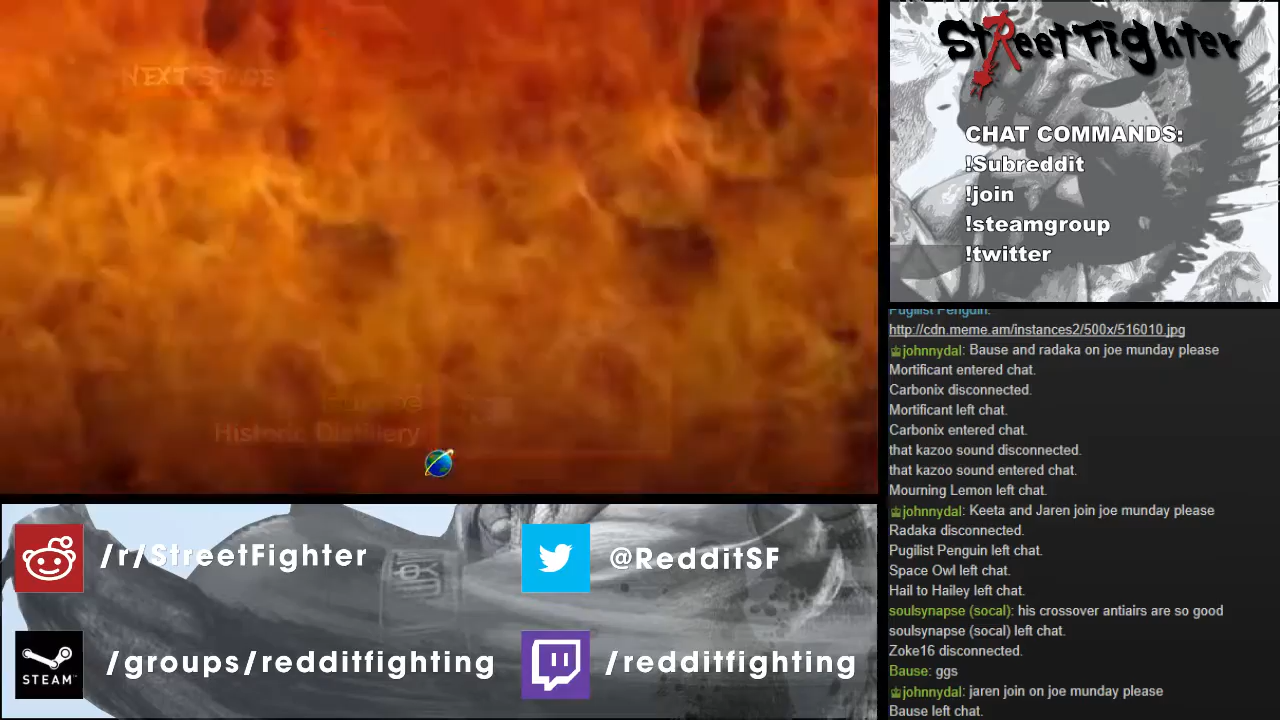 NEXT STAGE
Europe
Historic Distillery
/r/StreetFighter
@RedditSF
STEAM
/groups/redditfighting
/redditfighting
StReetFighter
CHAT COMMANDS:
!Subreddit
!join
!steamgroup
!twitter
Pugilist Penguin:
http://cdn.meme.am/instances2/500x/516010.jpg
johnnydal: Bause and radaka on joe munday please
Mortificant entered chat.
Carbonix disconnected.
Mortificant left chat.
Carbonix entered chat.
that kazoo sound disconnected.
that kazoo sound entered chat.
Mourning Lemon left chat.
johnnydal: Keeta and Jaren join joe munday please
Radaka disconnected.
Pugilist Penguin left chat.
Space Owl left chat.
Hail to Hailey left chat.
soulsynapse (socal): his crossover antiairs are so good
soulsynapse (socal) left chat.
Zoke16 disconnected.
Bause: ggs
johnnydal: jaren join on joe munday please
Bause left chat.